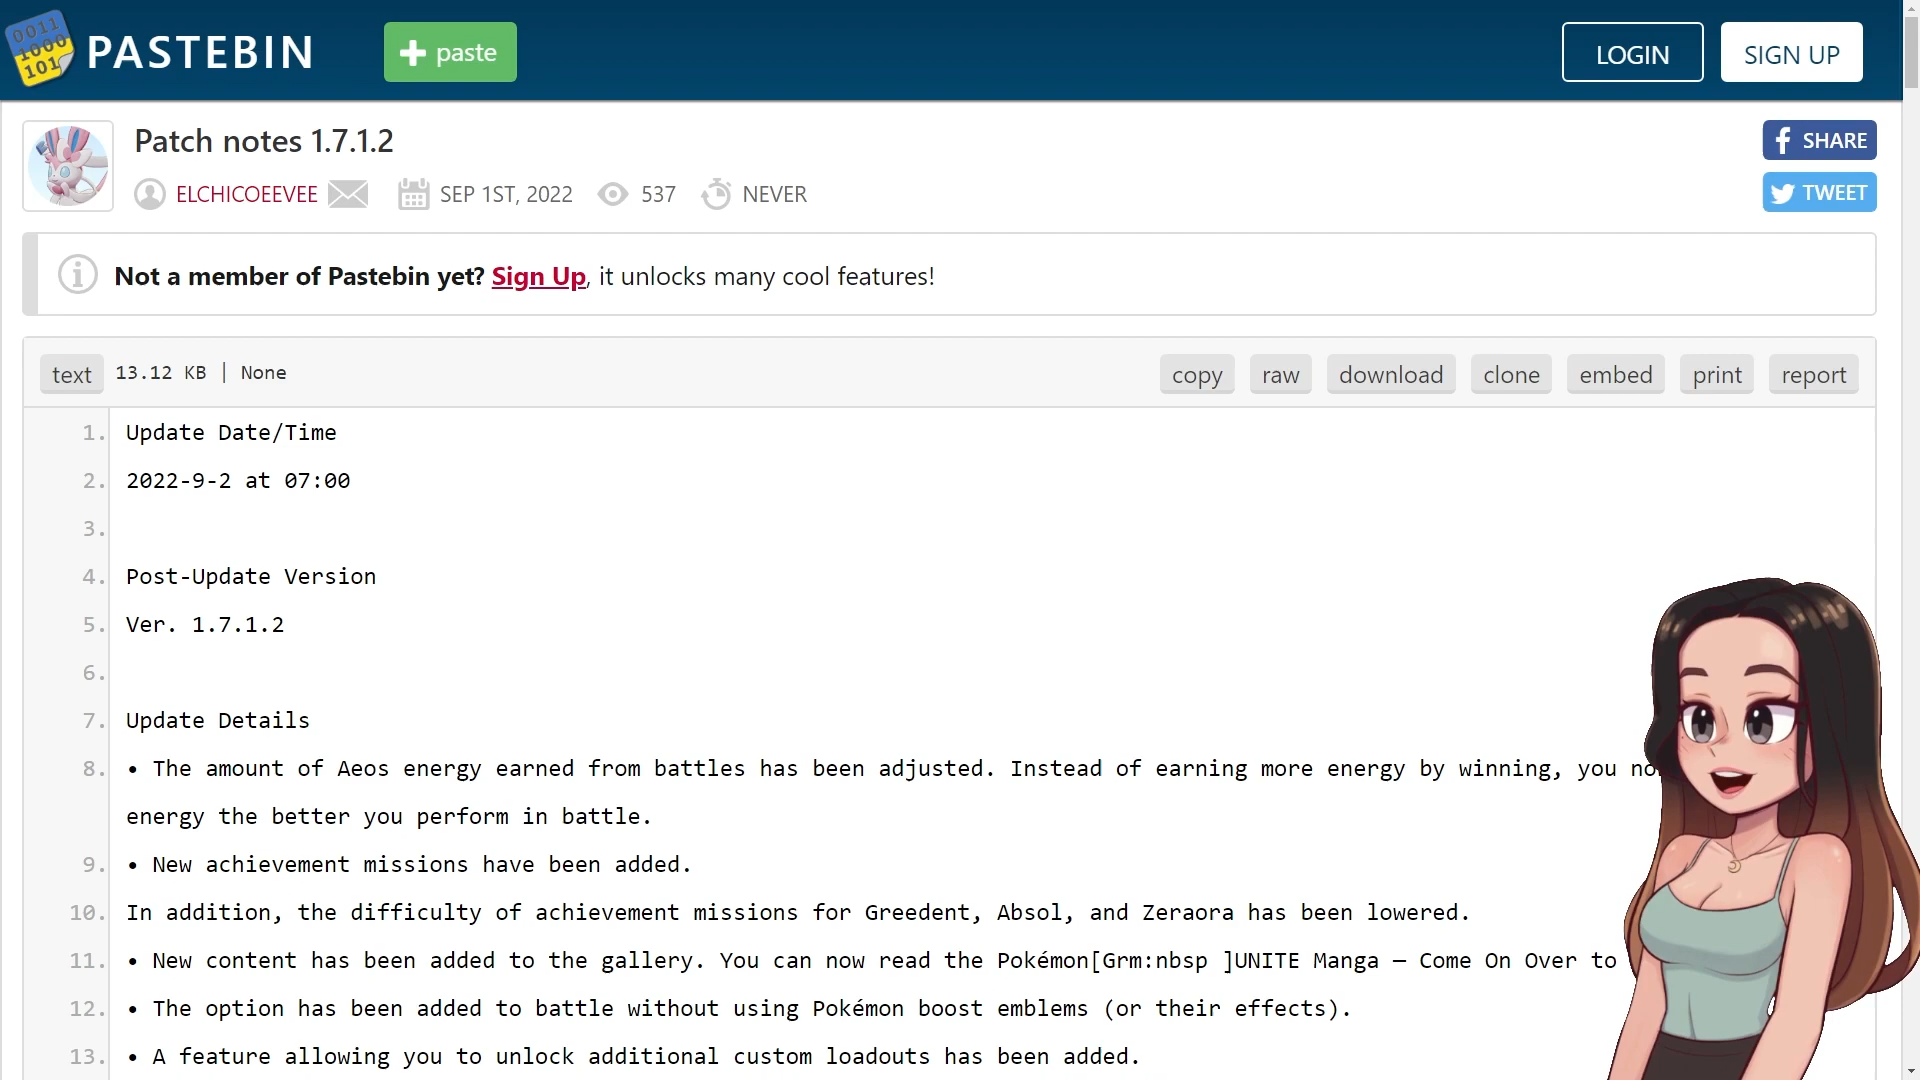 0011
1000
101
PASTEBIN
paste
LOGIN
SIGN UP
Patch notes 1.7.1.2
SHARE
ELCHICOEEVEE SEP 1ST, 2022 537 NEVER
TWEET
Not a member of Pastebin yet? Sign Up, it unlocks many cool features!
text 13.12 KB | None
copy raw download clone embed print report
1. Update Date/Time
2. 2022-9-2 at 07:00
3.
4. Post-Update Version
5. Ver. 1.7.1.2
6.
7. Update Details
8. • The amount of Aeos energy earned from battles has been adjusted. Instead of earning more energy by winning, you
energy the better you perform in battle.
9. • New achievement missions have been added.
10. In addition, the difficulty of achievement missions for Greedent, Absol, and Zeraora has been lowered.
11. • New content has been added to the gallery. You can now read the Pokémon[Grm:nbsp ]UNITE Manga – Come On Over to
12. • The option has been added to battle without using Pokémon boost emblems (or their effects).
13. • A feature allowing you to unlock additional custom loadouts has been added.